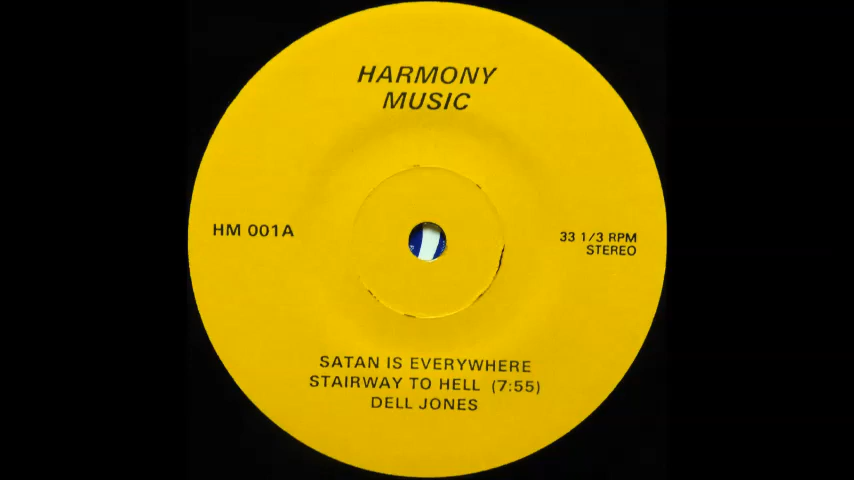 HARMONY
MUSIC
HM 001A
33 1/3 RPM
STEREO
SATAN IS EVERYWHERE
STAIRWAY TO HELL (7:55)
DELL JONES